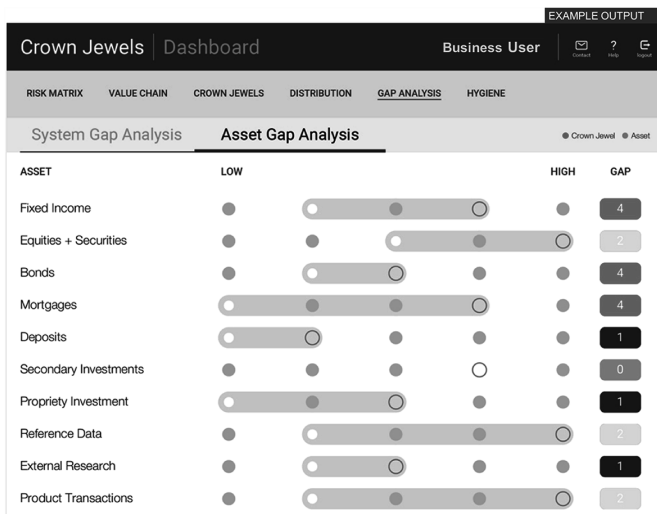 EXAMPLE OUTPUT
Crown Jewels Dashboard Business User Contact ? Help logout
RISK MATRIX VALUE CHAIN CROWN JEWELS DISTRIBUTION GAP ANALYSIS HYGIENE
System Gap Analysis Asset Gap Analysis Crown Jewel Asset
ASSET LOW HIGH GAP
Fixed Income 4
Equities + Securities 2
Bonds 4
Mortgages 4
Deposits 1
Secondary Investments 0
Propriety Investment 1
Reference Data 2
External Research 1
Product Transactions 2